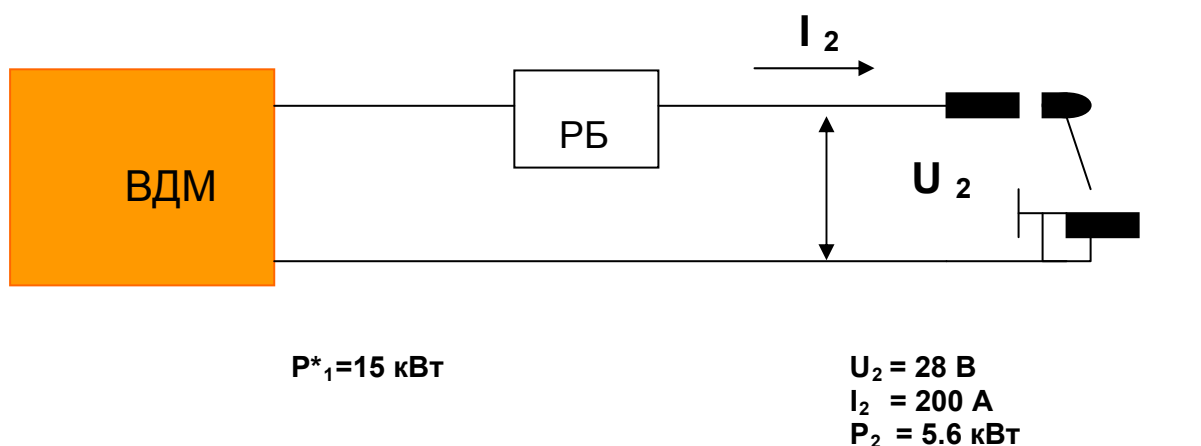 I 2
РБ
ВДМ
U 2
P*1=15 кВт
U2 = 28 В
I2 = 200 А
P2 = 5.6 кВт